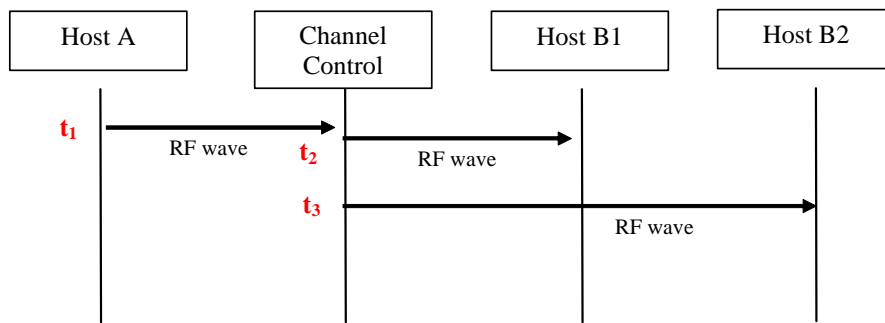 Host A
Channel
Control
Host B1
Host B2
t1
RF wave
t2
RF wave
t3
RF wave